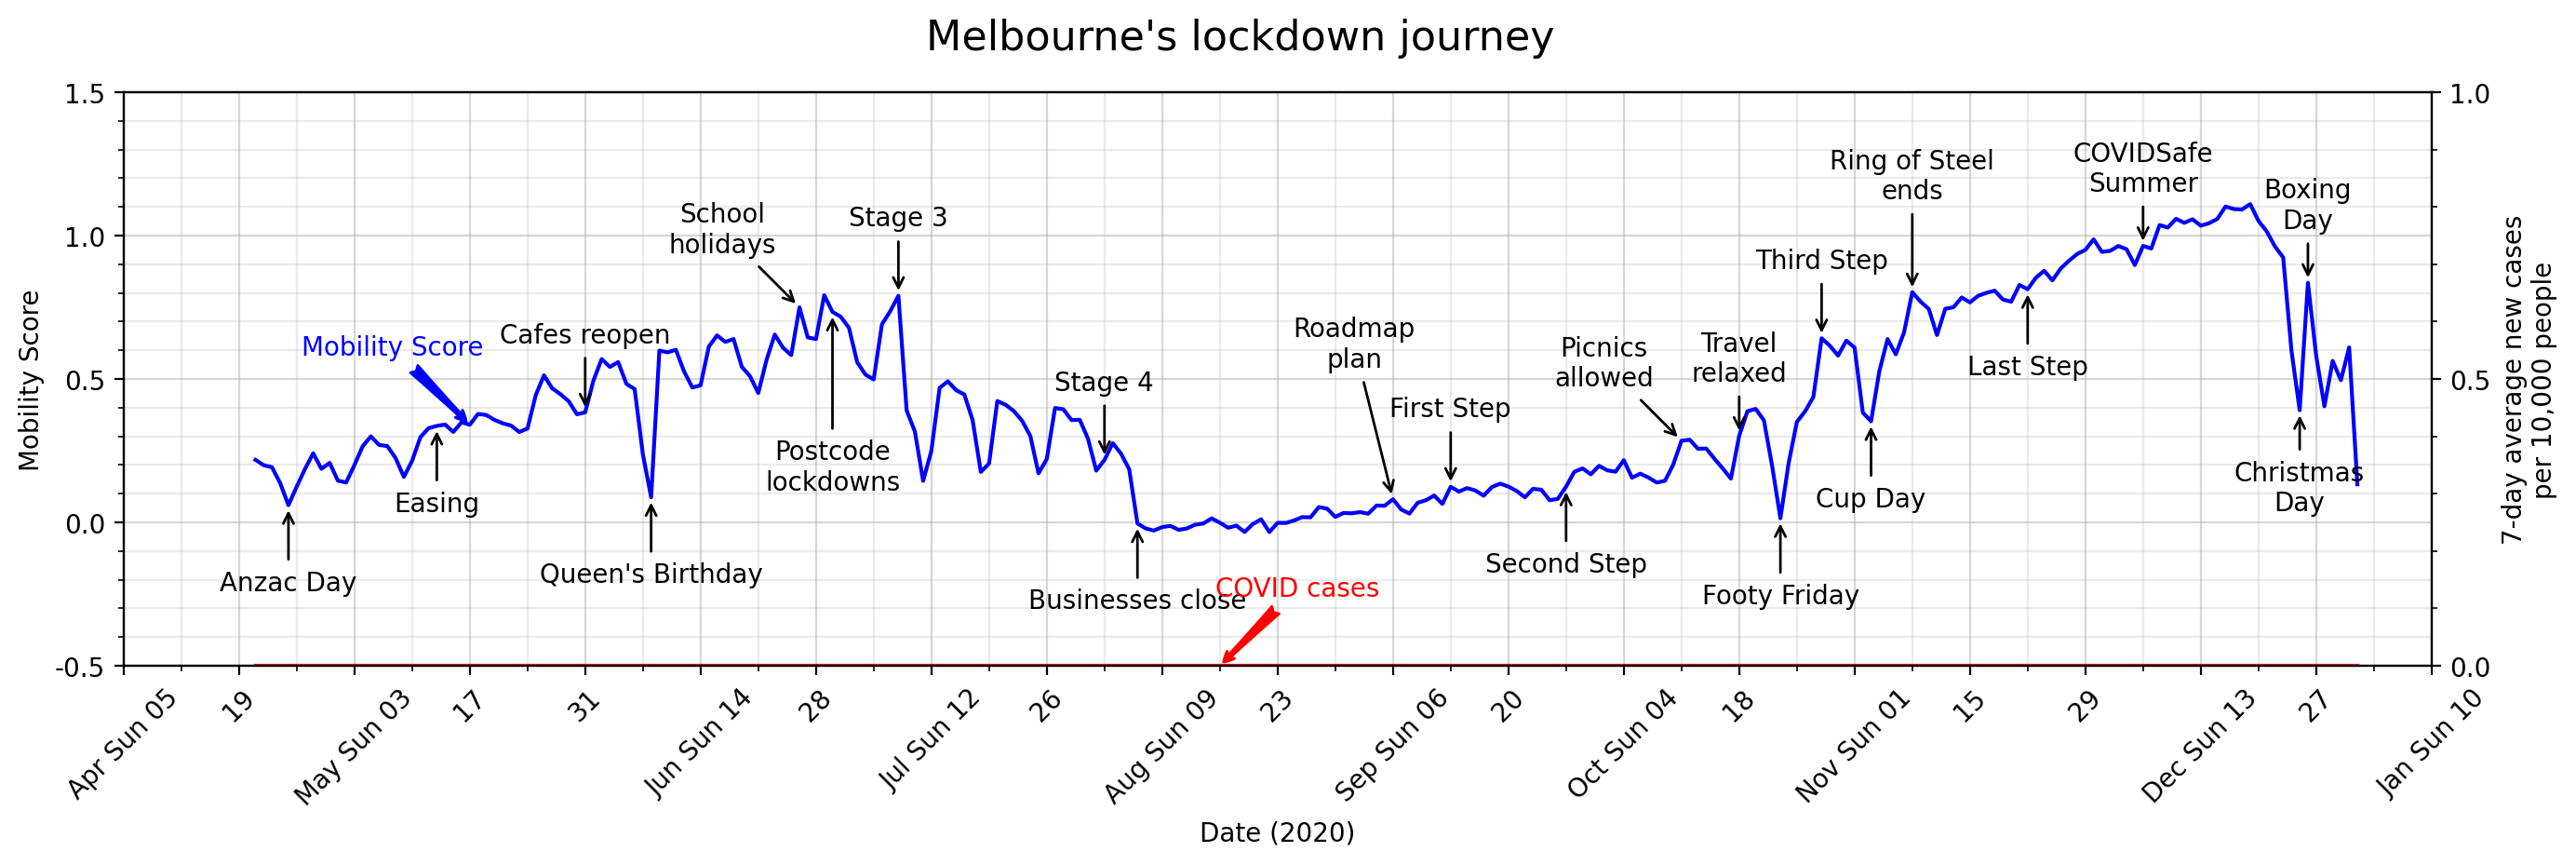 Melbourne's lockdown journey
1.5
1.0
0.5
0.0
-0.5
Mobility Score
1.0
0.5
0.0
7-day average new cases
per 10,000 people
Mobility Score
Anzac Day
Easing
Cafes reopen
Queen's Birthday
School
holidays
Postcode
lockdowns
Stage 3
Stage 4
Businesses close
COVID cases
Roadmap
plan
First Step
Second Step
Picnics
allowed
Travel
relaxed
Footy Friday
Third Step
Cup Day
Ring of Steel
ends
Last Step
COVIDSafe
Summer
Christmas
Day
Boxing
Day
Apr Sun 05
19
May Sun 03
17
31
Jun Sun 14
28
Jul Sun 12
26
Aug Sun 09
23
Sep Sun 06
20
Oct Sun 04
18
Nov Sun 01
15
29
Dec Sun 13
27
Jan Sun 10
Date (2020)